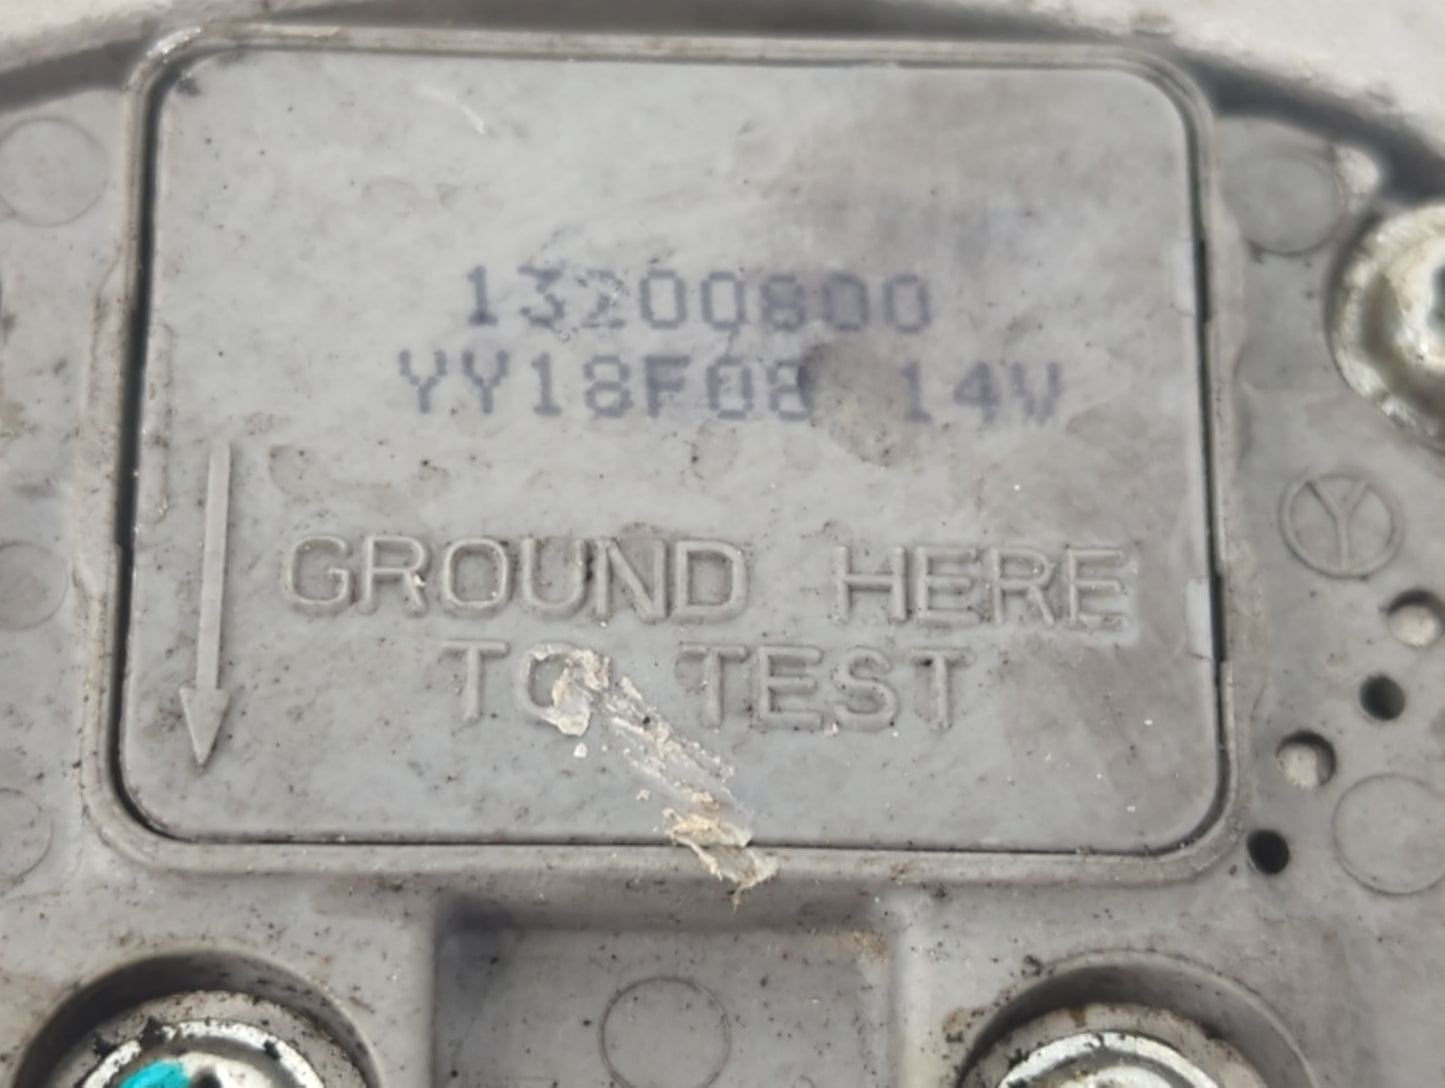 13200800
YY18F08 14V
GROUND HERE
TO TEST
Y